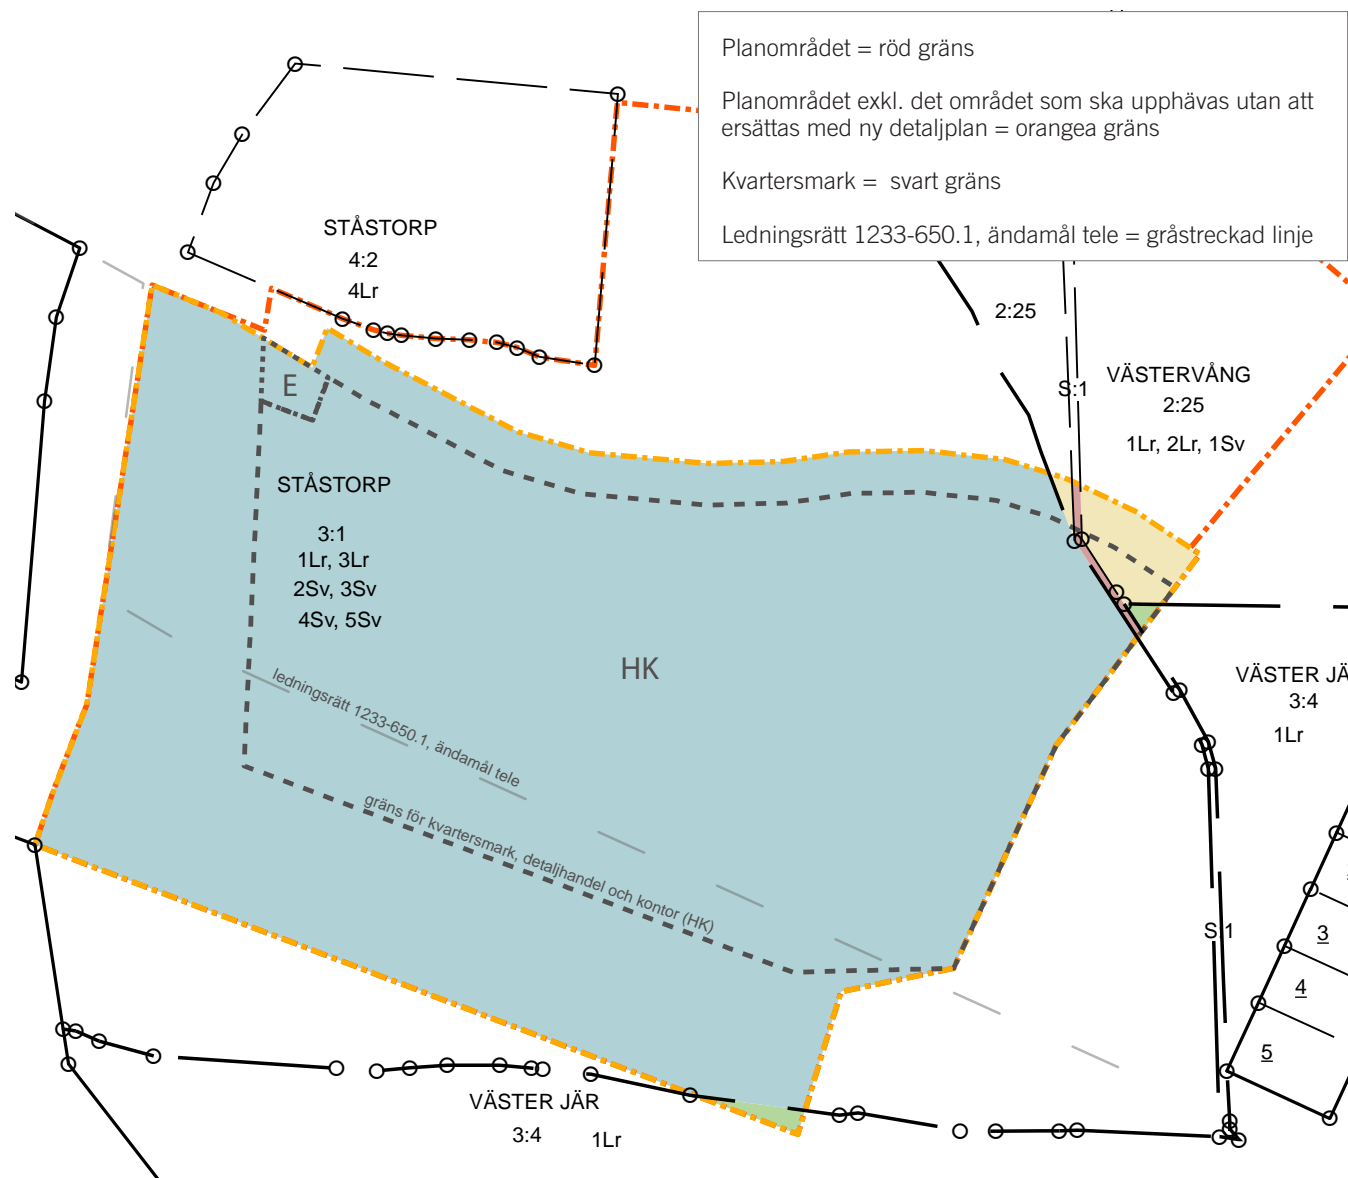 Planområdet = röd gräns
Planområdet exkl. det området som ska upphävas utan att
ersättas med ny detaljplan = orangea gräns
Kvartersmark = svart gräns
Ledningsrätt 1233-650.1, ändamål tele = gråstreckad linje
STÅSTORP
4:2
4Lr
2:25
S:1
VÄSTERVÅNG
2:25
1Lr, 2Lr, 1Sv
E
STÅSTORP
3:1
1Lr, 3Lr
2Sv, 3Sv
4Sv, 5Sv
HK
ledningsrätt 1233-650.1, ändamål tele
gräns för kvartersmark, detaljhandel och kontor (HK)
VÄSTER JÄ
3:4
1Lr
S:1
3
4
5
VÄSTER JÄR
3:4
1Lr